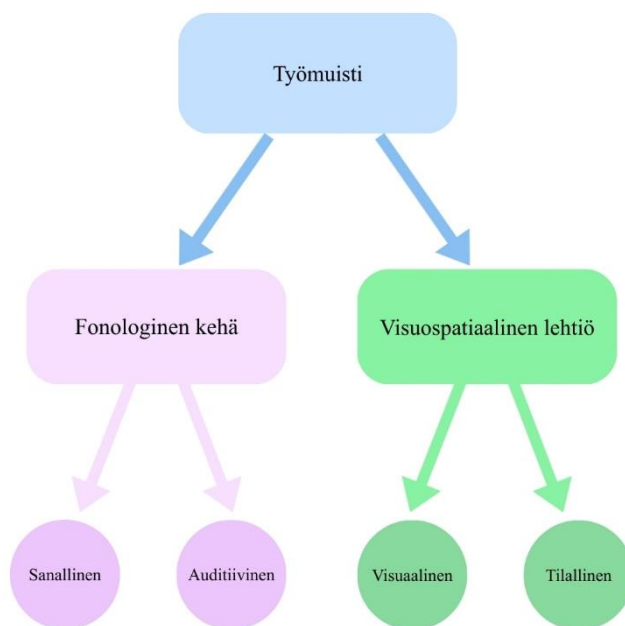 Työmuisti
Fonologinen kehä
Visuospatiaalinen lehtiö
Sanallinen
Auditiivinen
Visuaalinen
Tilallinen